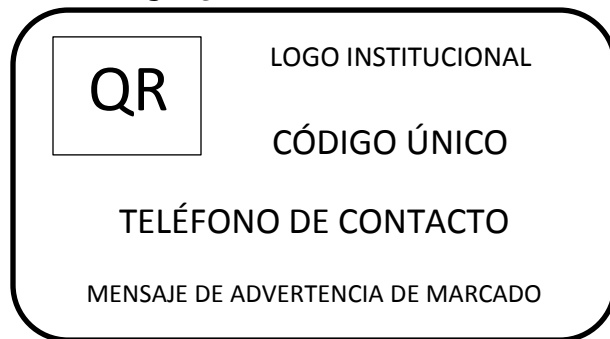 QR
LOGO INSTITUCIONAL
CÓDIGO ÚNICO
TELÉFONO DE CONTACTO
MENSAJE DE ADVERTENCIA DE MARCADO